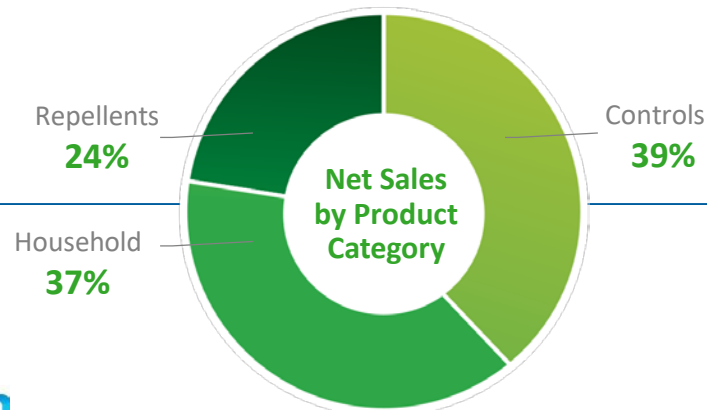 Repellents
24%
Controls
39%
Net Sales
by Product
Category
Household
37%